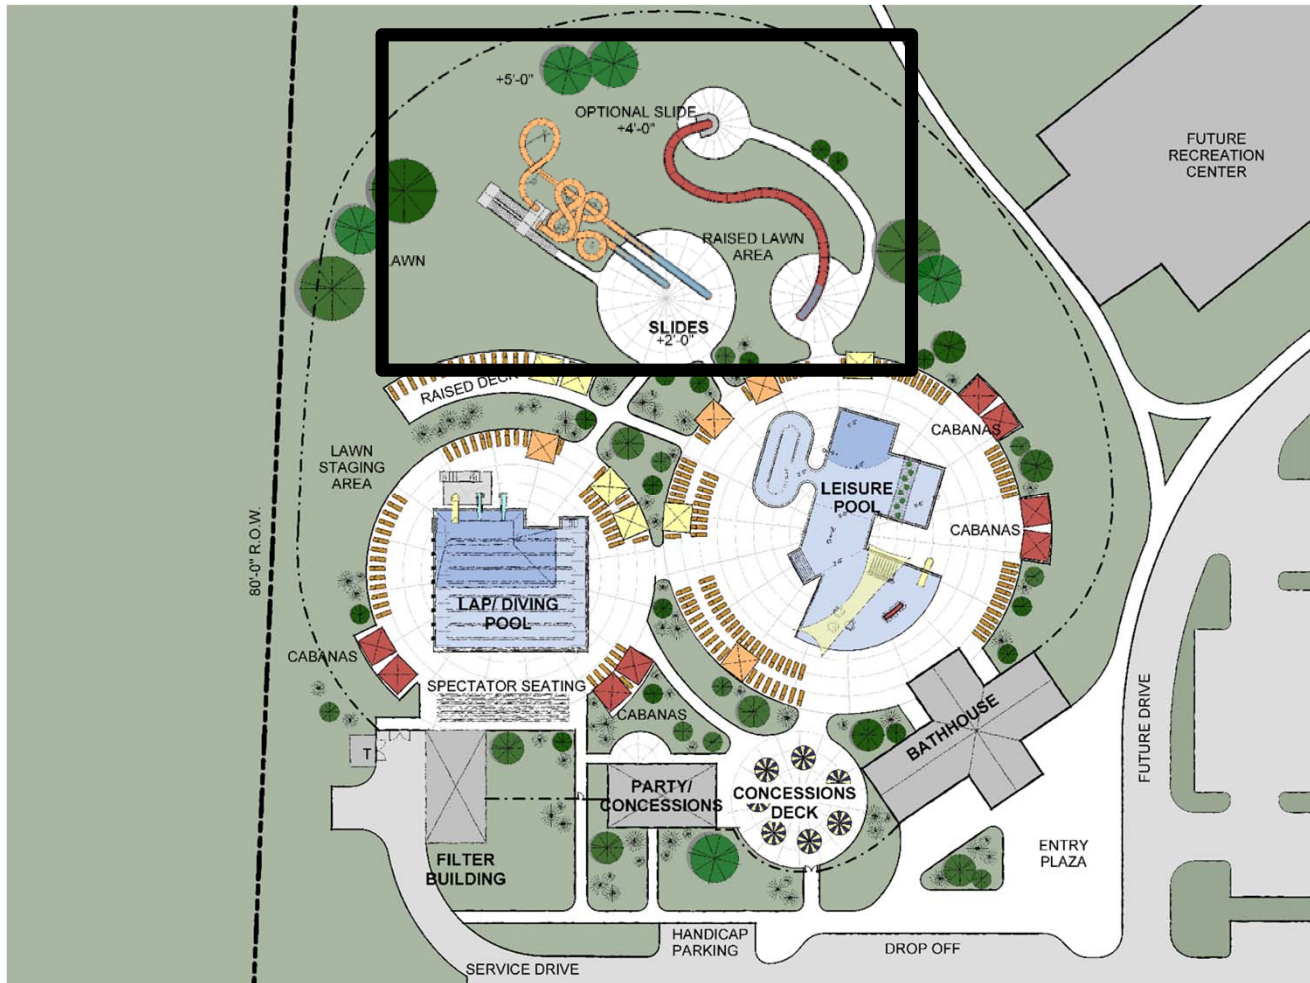 +5'-0"
OPTIONAL SLIDE
+4'-0"
FUTURE
RECREATION
CENTER
RAISED LAWN
AREA
AWN
SLIDES
+2'-0"
RAISED DECK
CABANAS
LAWN
STAGING
AREA
LEISURE
POOL
CABANAS
80'-0" R.O.W.
LAP/ DIVING
POOL
CABANAS
SPECTATOR SEATING
CABANAS
BATHHOUSE
FUTURE DRIVE
T
PARTY/
CONCESSIONS
CONCESSIONS
DECK
FILTER
BUILDING
ENTRY
PLAZA
HANDICAP
PARKING
DROP OFF
SERVICE DRIVE